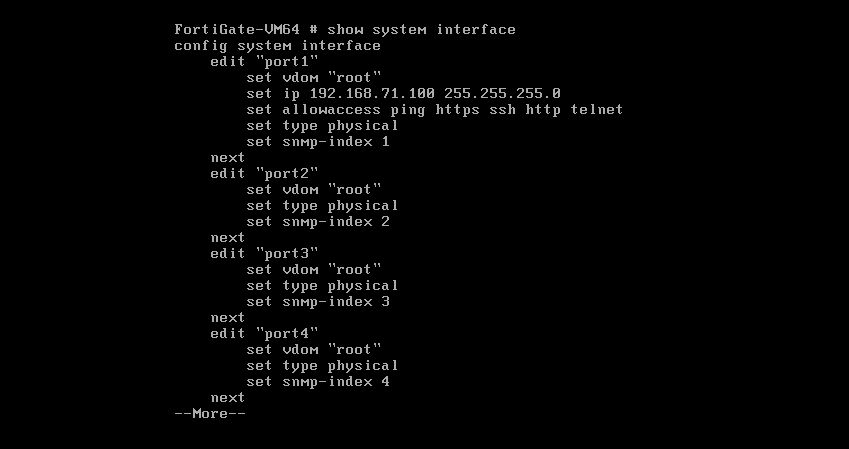 FortiGate-VM64 # show system interface
config system interface
    edit "port1"
        set vdom "root"
        set ip 192.168.71.100 255.255.255.0
        set allowaccess ping https ssh http telnet
        set type physical
        set snmp-index 1
    next
    edit "port2"
        set vdom "root"
        set type physical
        set snmp-index 2
    next
    edit "port3"
        set vdom "root"
        set type physical
        set snmp-index 3
    next
    edit "port4"
        set vdom "root"
        set type physical
        set snmp-index 4
    next
--More--